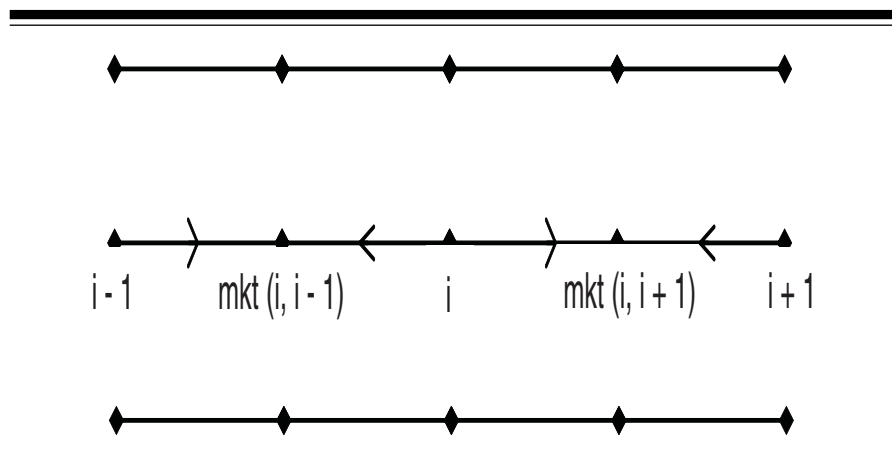 i - 1 mkt (i, i - 1) i mkt (i, i + 1) i + 1